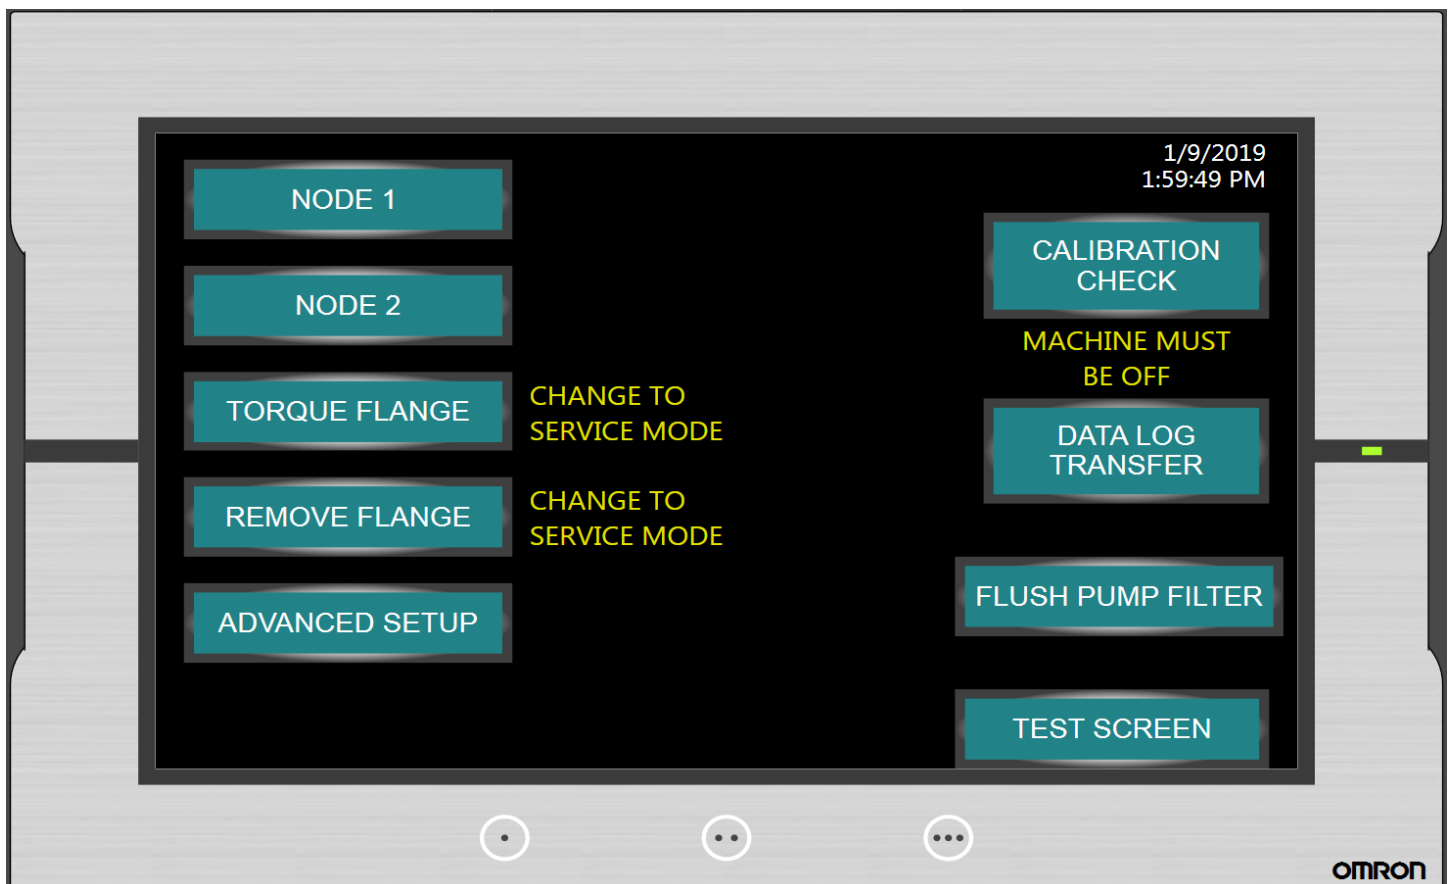 1/9/2019
1:59:49 PM
NODE 1
NODE 2
TORQUE FLANGE
CHANGE TO
SERVICE MODE
REMOVE FLANGE
CHANGE TO
SERVICE MODE
ADVANCED SETUP
CALIBRATION
CHECK
MACHINE MUST
BE OFF
DATA LOG
TRANSFER
FLUSH PUMP FILTER
TEST SCREEN
OMRON